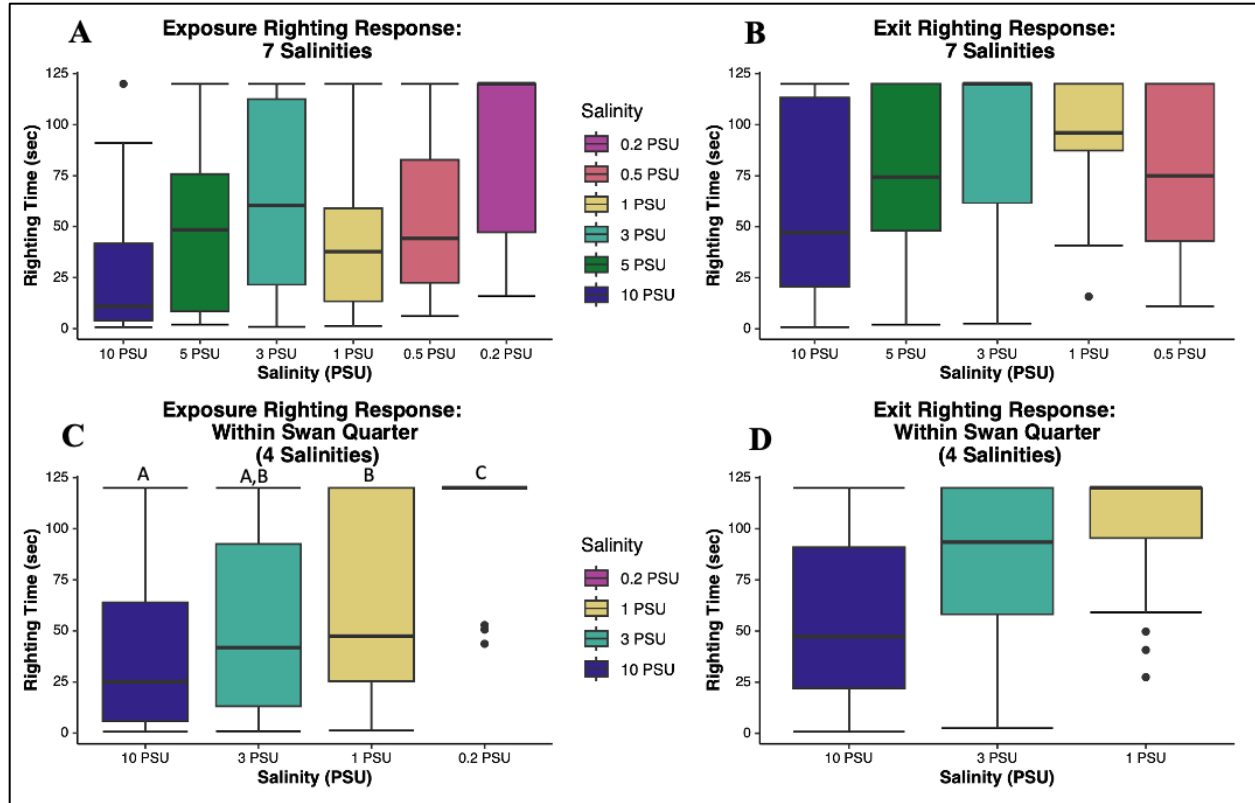 A
Exposure Righting Response:
7 Salinities
125
100
75
50
25
0
Righting Time (sec)
10 PSU
5 PSU
3 PSU
1 PSU
0.5 PSU
0.2 PSU
Salinity (PSU)
Salinity
0.2 PSU
0.5 PSU
1 PSU
3 PSU
5 PSU
10 PSU
B
Exit Righting Response:
7 Salinities
125
100
75
50
25
0
Righting Time (sec)
10 PSU
5 PSU
3 PSU
1 PSU
0.5 PSU
Salinity (PSU)
C
Exposure Righting Response:
Within Swan Quarter
(4 Salinities)
A
A,B
B
C
125
100
75
50
25
0
Righting Time (sec)
10 PSU
3 PSU
1 PSU
0.2 PSU
Salinity (PSU)
Salinity
0.2 PSU
1 PSU
3 PSU
10 PSU
D
Exit Righting Response:
Within Swan Quarter
(4 Salinities)
125
100
75
50
25
0
Righting Time (sec)
10 PSU
3 PSU
1 PSU
Salinity (PSU)